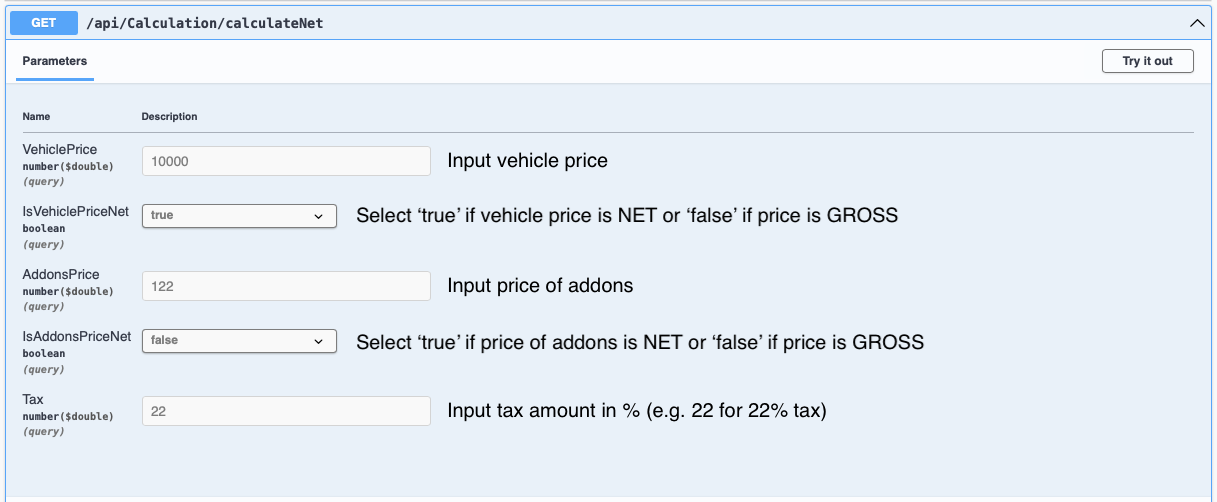 GET /api/Calculation/calculateNet
Parameters Try it out
Name Description
VehiclePrice
number($double)
(query)
10000
Input vehicle price
IsVehiclePriceNet
boolean
(query)
true
Select ‘true’ if vehicle price is NET or ‘false’ if price is GROSS
AddonsPrice
number($double)
(query)
122
Input price of addons
IsAddonsPriceNet
boolean
(query)
false
Select ‘true’ if price of addons is NET or ‘false’ if price is GROSS
Tax
number($double)
(query)
22
Input tax amount in % (e.g. 22 for 22% tax)